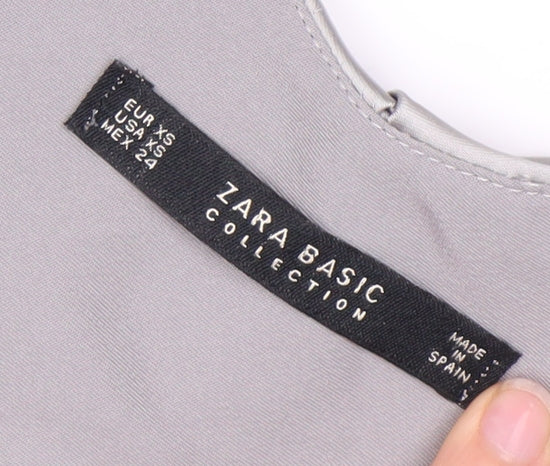 EUR XS
USA XS
MEX 24
ZARA BASIC
COLLECTION
MADE
IN
SPAIN